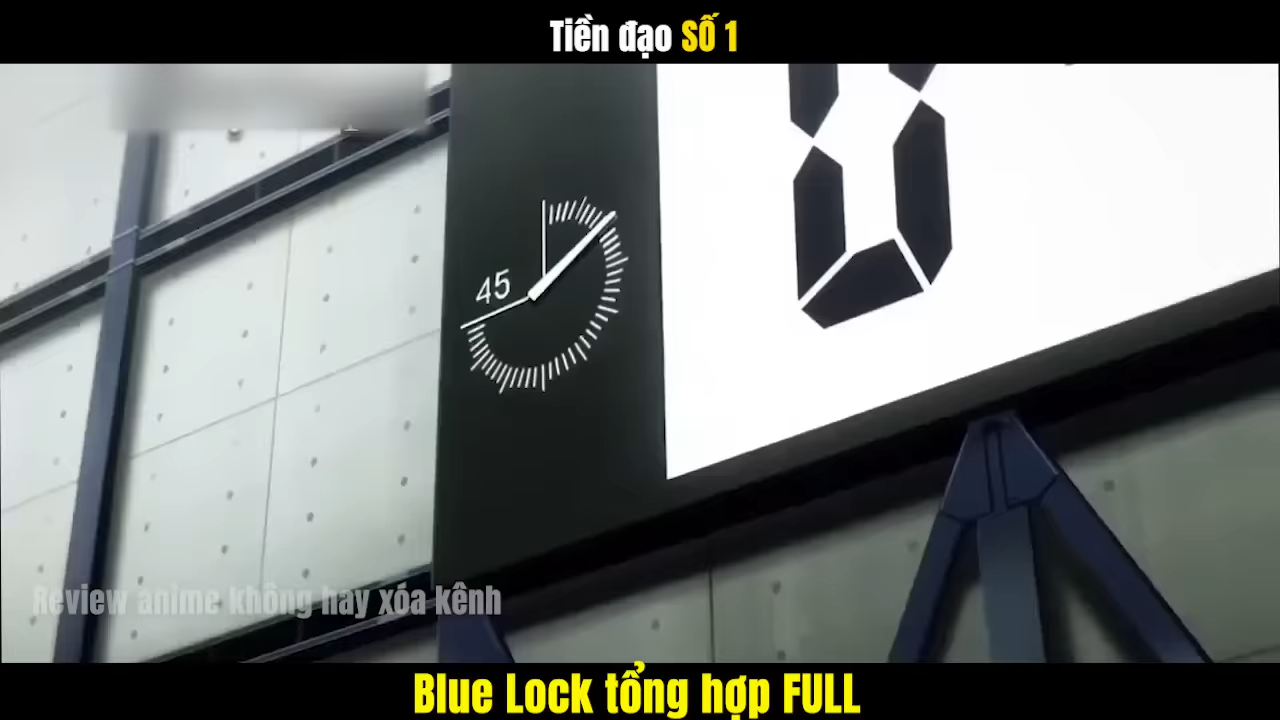 Tiền đạo Số 1
45
Review anime không hay xóa kênh
Blue Lock tổng hợp FULL